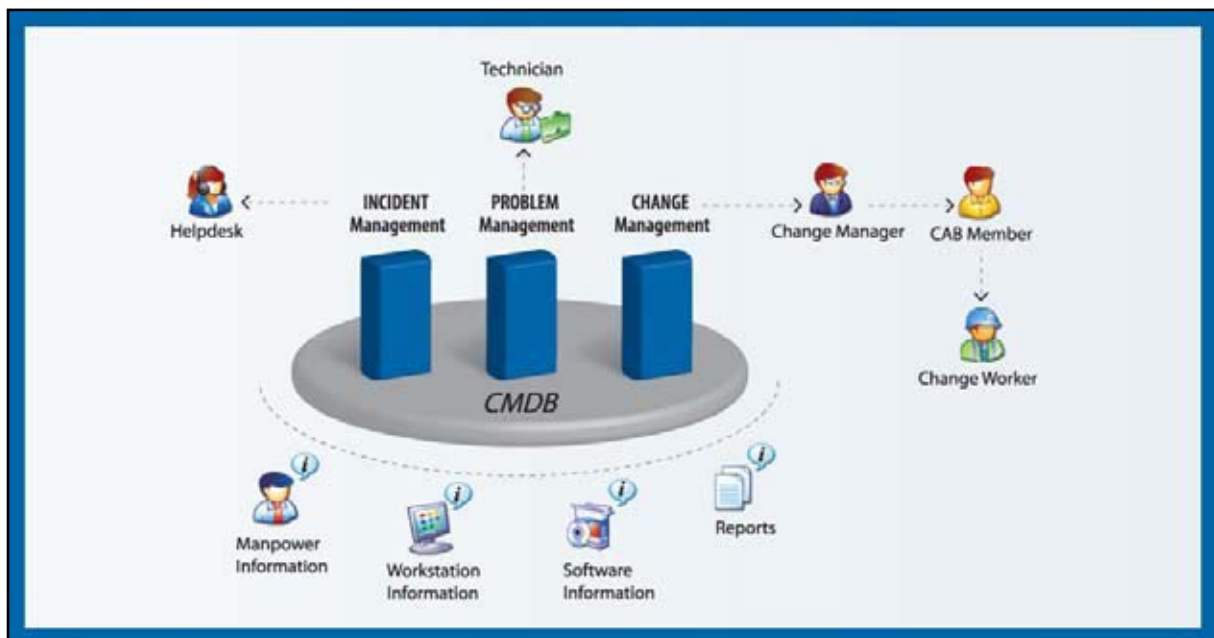 Technician
Helpdesk
INCIDENT
Management
PROBLEM
Management
CHANGE
Management
Change Manager
CAB Member
Change Worker
CMDB
Manpower
Information
Workstation
Information
Software
Information
Reports